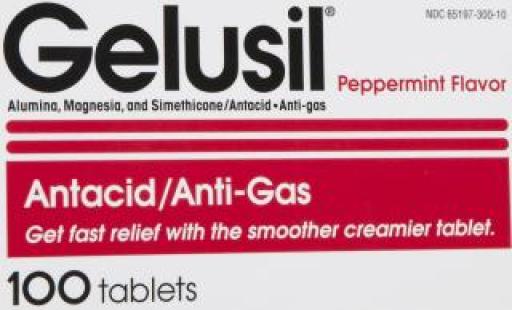 NDC 65197-300-10
Gelusil®
Peppermint Flavor
Alumina, Magnesia, and Simethicone/Antacid•Anti-gas
Antacid/Anti-Gas
Get fast relief with the smoother creamier tablet.
100 tablets